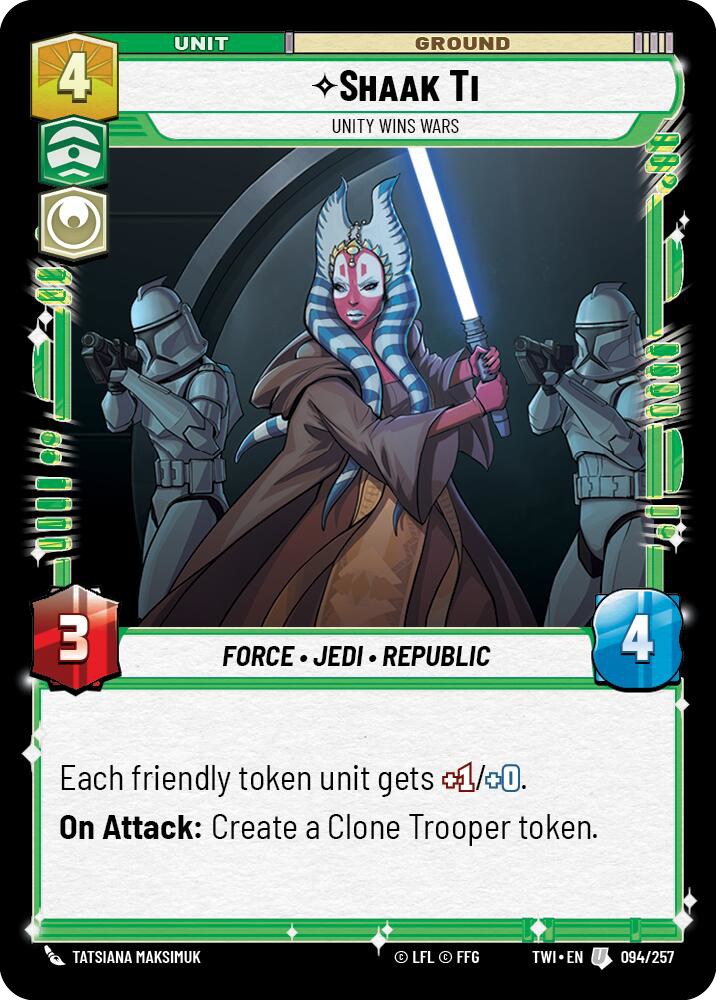 UNIT
GROUND
4
SHAAK TI
UNITY WINS WARS
3
FORCE • JEDI • REPUBLIC
4
Each friendly token unit gets +1/+0.
On Attack: Create a Clone Trooper token.
TATSIANA MAKSIMUK
© LFL © FFG
TWI • EN
U
094/257